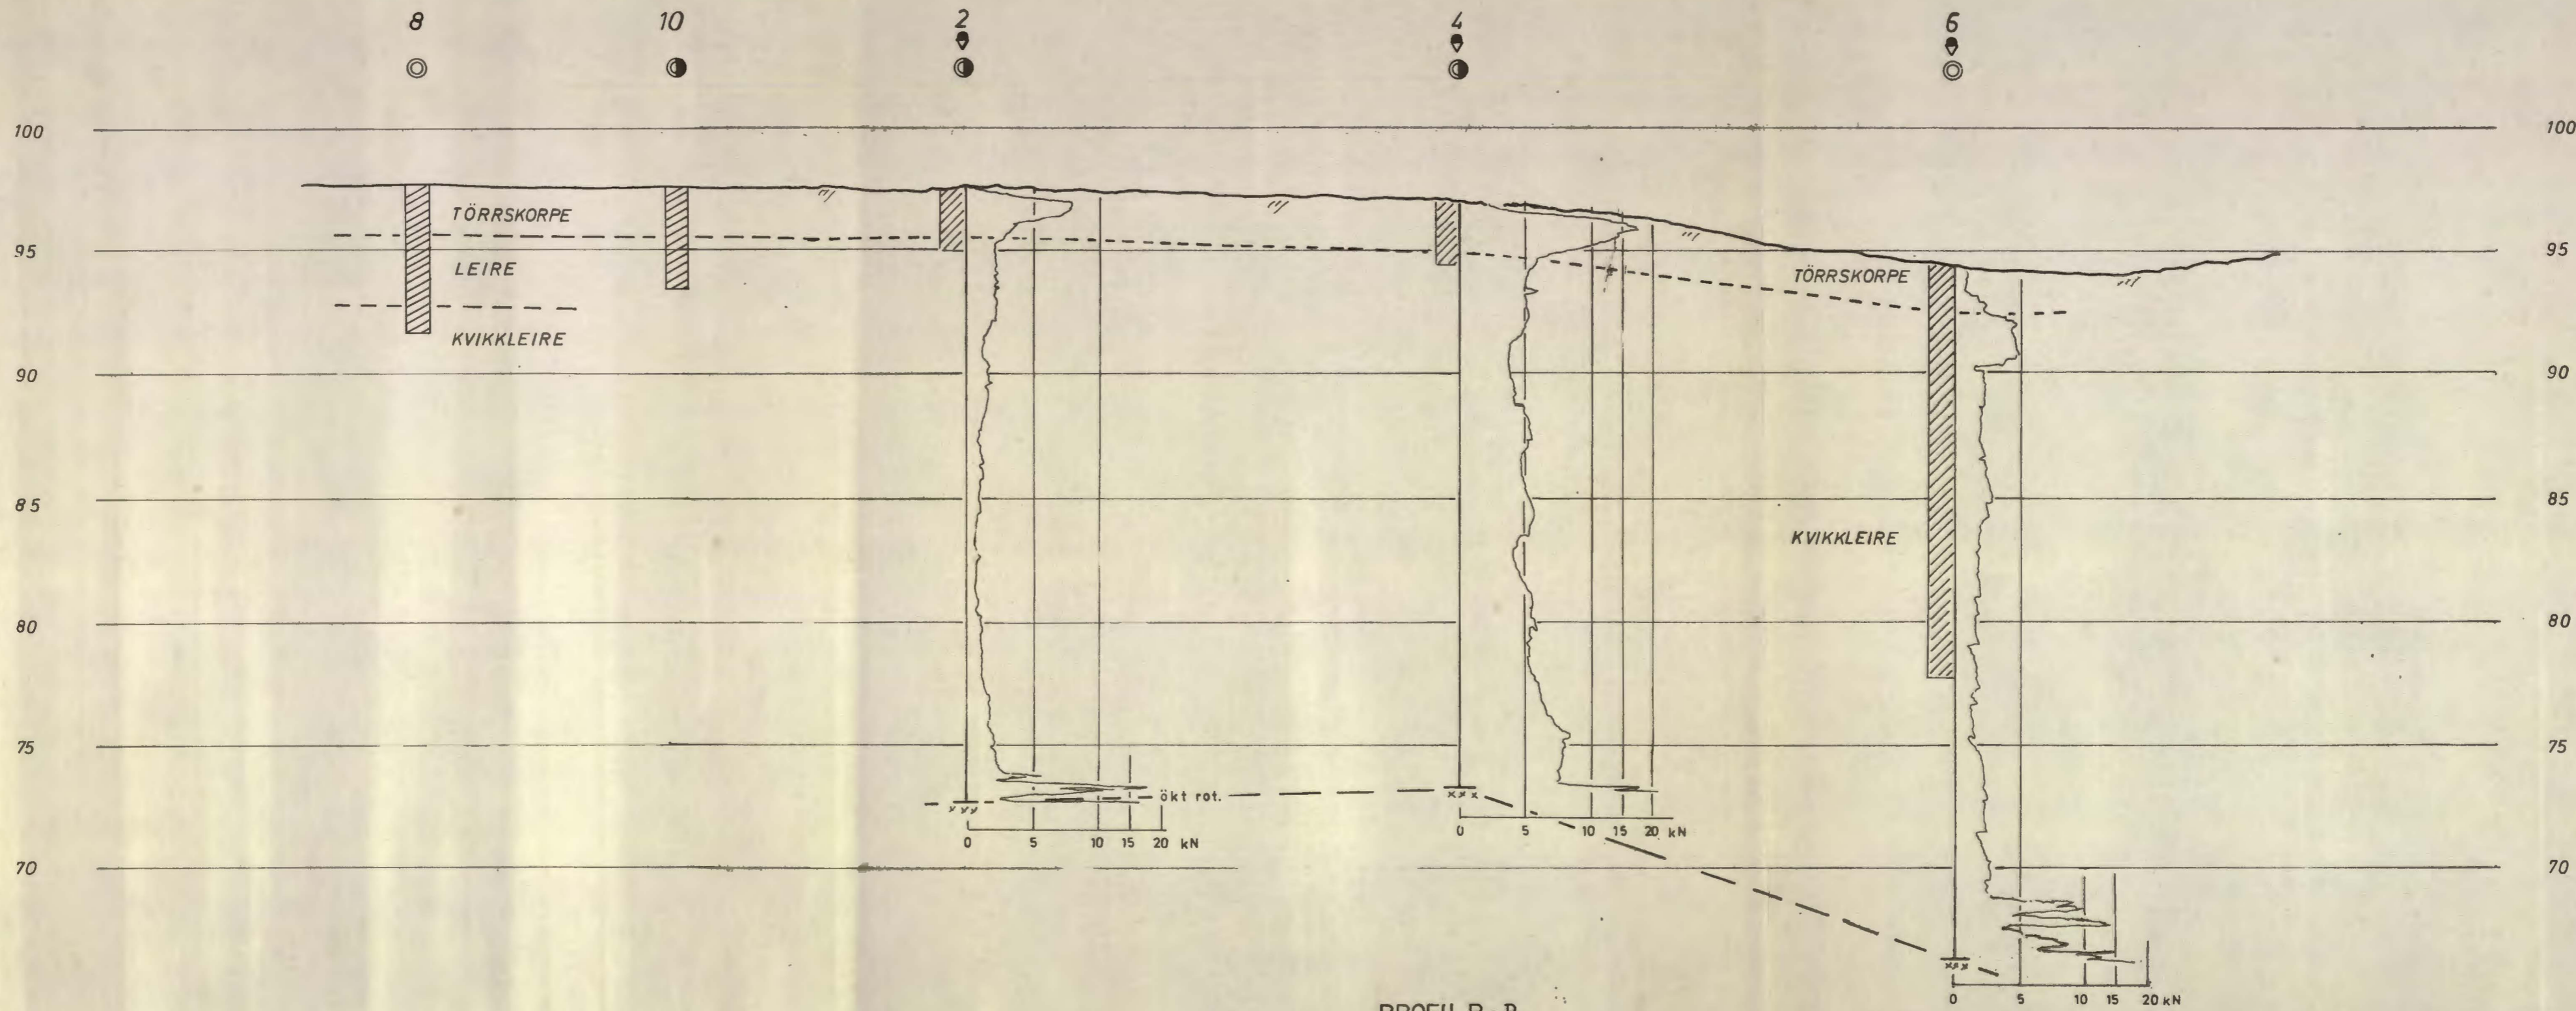 8 10 2 4 6
100 100
TÖRRSKORPE
95 95
LEIRE TÖRRSKORPE
KVIKKLEIRE
90 90
85 85
KVIKKLEIRE
80 80
75 75
ökt rot.
0 5 10 15 20 kN
0 5 10 15 20 kN
70 70
0 5 10 15 20 kN